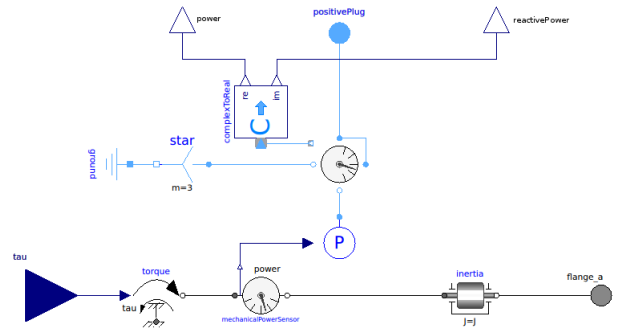 positivePlug
power
reactivePower
complexToReal
re
im
C
ground
star
m=3
P
tau
torque
tau
power
mechanicalPowerSensor
inertia
J=J
flange_a